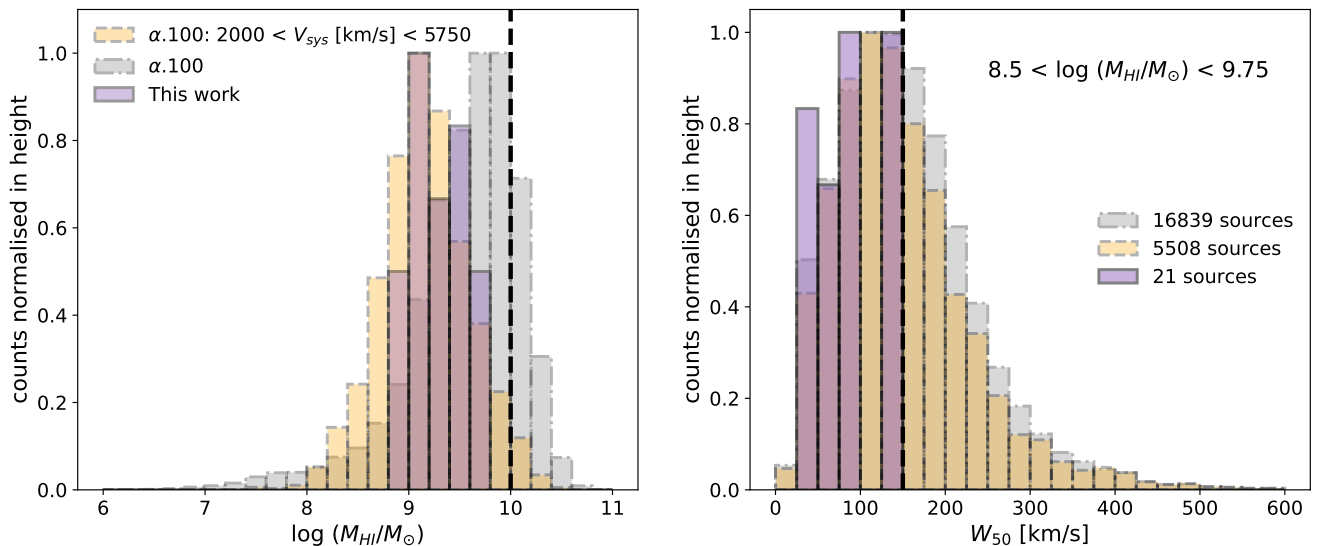 α.100: 2000 < V_sys [km/s] < 5750
α.100
This work
counts normalised in height
1.0
0.8
0.6
0.4
0.2
0.0
6 7 8 9 10 11
log (M_HI/M_⊙)
8.5 < log (M_HI/M_⊙) < 9.75
16839 sources
5508 sources
21 sources
counts normalised in height
1.0
0.8
0.6
0.4
0.2
0.0
0 100 200 300 400 500 600
W_50 [km/s]